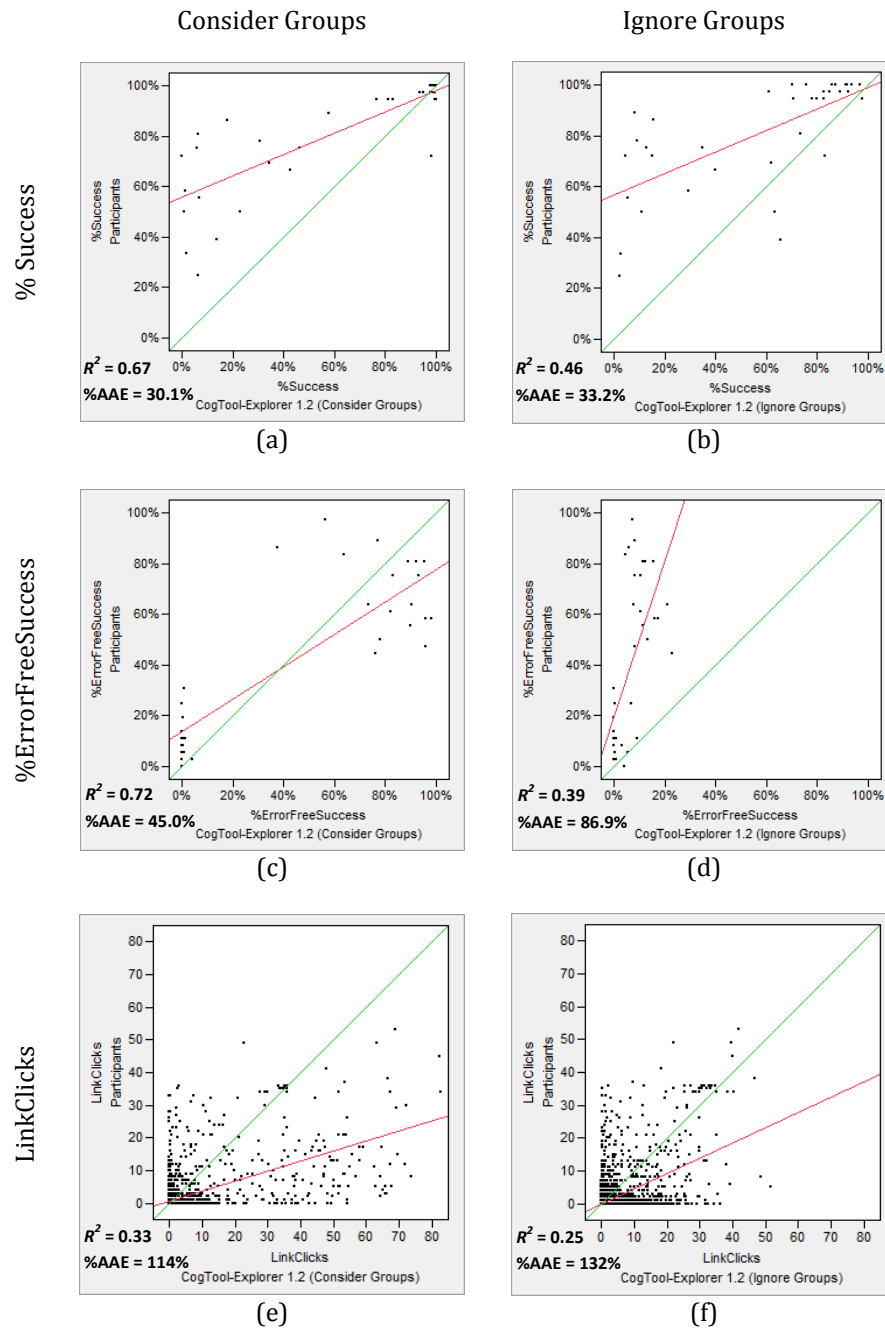 Consider Groups
Ignore Groups
% Success
100%
80%
60%
40%
20%
0%
%Success
Participants
0%
20%
40%
60%
80%
100%
R² = 0.67
%AAE = 30.1%
%Success
CogTool-Explorer 1.2 (Consider Groups)
(a)
100%
80%
60%
40%
20%
0%
%Success
Participants
0%
20%
40%
60%
80%
100%
R² = 0.46
%AAE = 33.2%
%Success
CogTool-Explorer 1.2 (Ignore Groups)
(b)
%ErrorFreeSuccess
100%
80%
60%
40%
20%
0%
%ErrorFreeSuccess
Participants
0%
20%
40%
60%
80%
100%
R² = 0.72
%AAE = 45.0%
%ErrorFreeSuccess
CogTool-Explorer 1.2 (Consider Groups)
(c)
100%
80%
60%
40%
20%
0%
%ErrorFreeSuccess
Participants
0%
20%
40%
60%
80%
100%
R² = 0.39
%AAE = 86.9%
%ErrorFreeSuccess
CogTool-Explorer 1.2 (Ignore Groups)
(d)
LinkClicks
80
70
60
50
40
30
20
10
0
LinkClicks
Participants
0
10
20
30
40
50
60
70
80
R² = 0.33
%AAE = 114%
LinkClicks
CogTool-Explorer 1.2 (Consider Groups)
(e)
80
70
60
50
40
30
20
10
0
LinkClicks
Participants
0
10
20
30
40
50
60
70
80
R² = 0.25
%AAE = 132%
LinkClicks
CogTool-Explorer 1.2 (Ignore Groups)
(f)